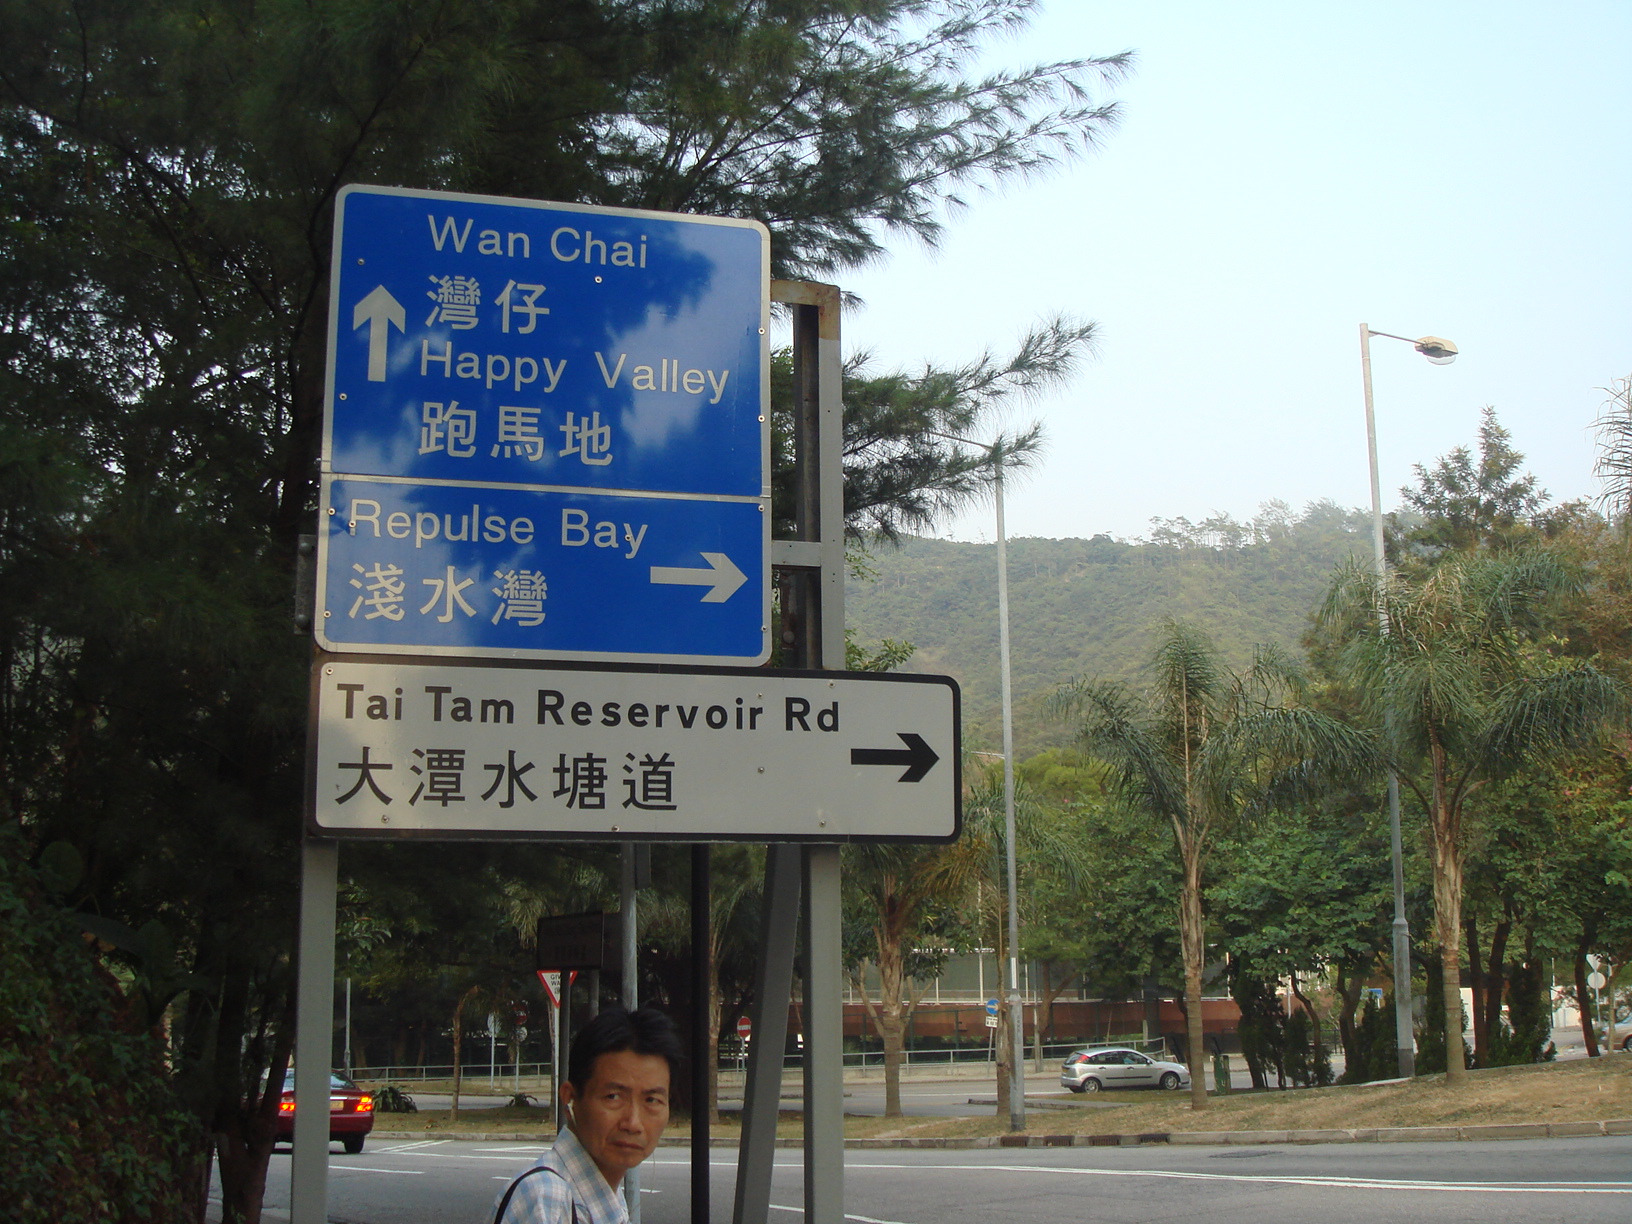 Wan Chai
灣仔
Happy Valley
跑馬地
Repulse Bay
淺水灣
Tai Tam Reservoir Rd
大潭水塘道